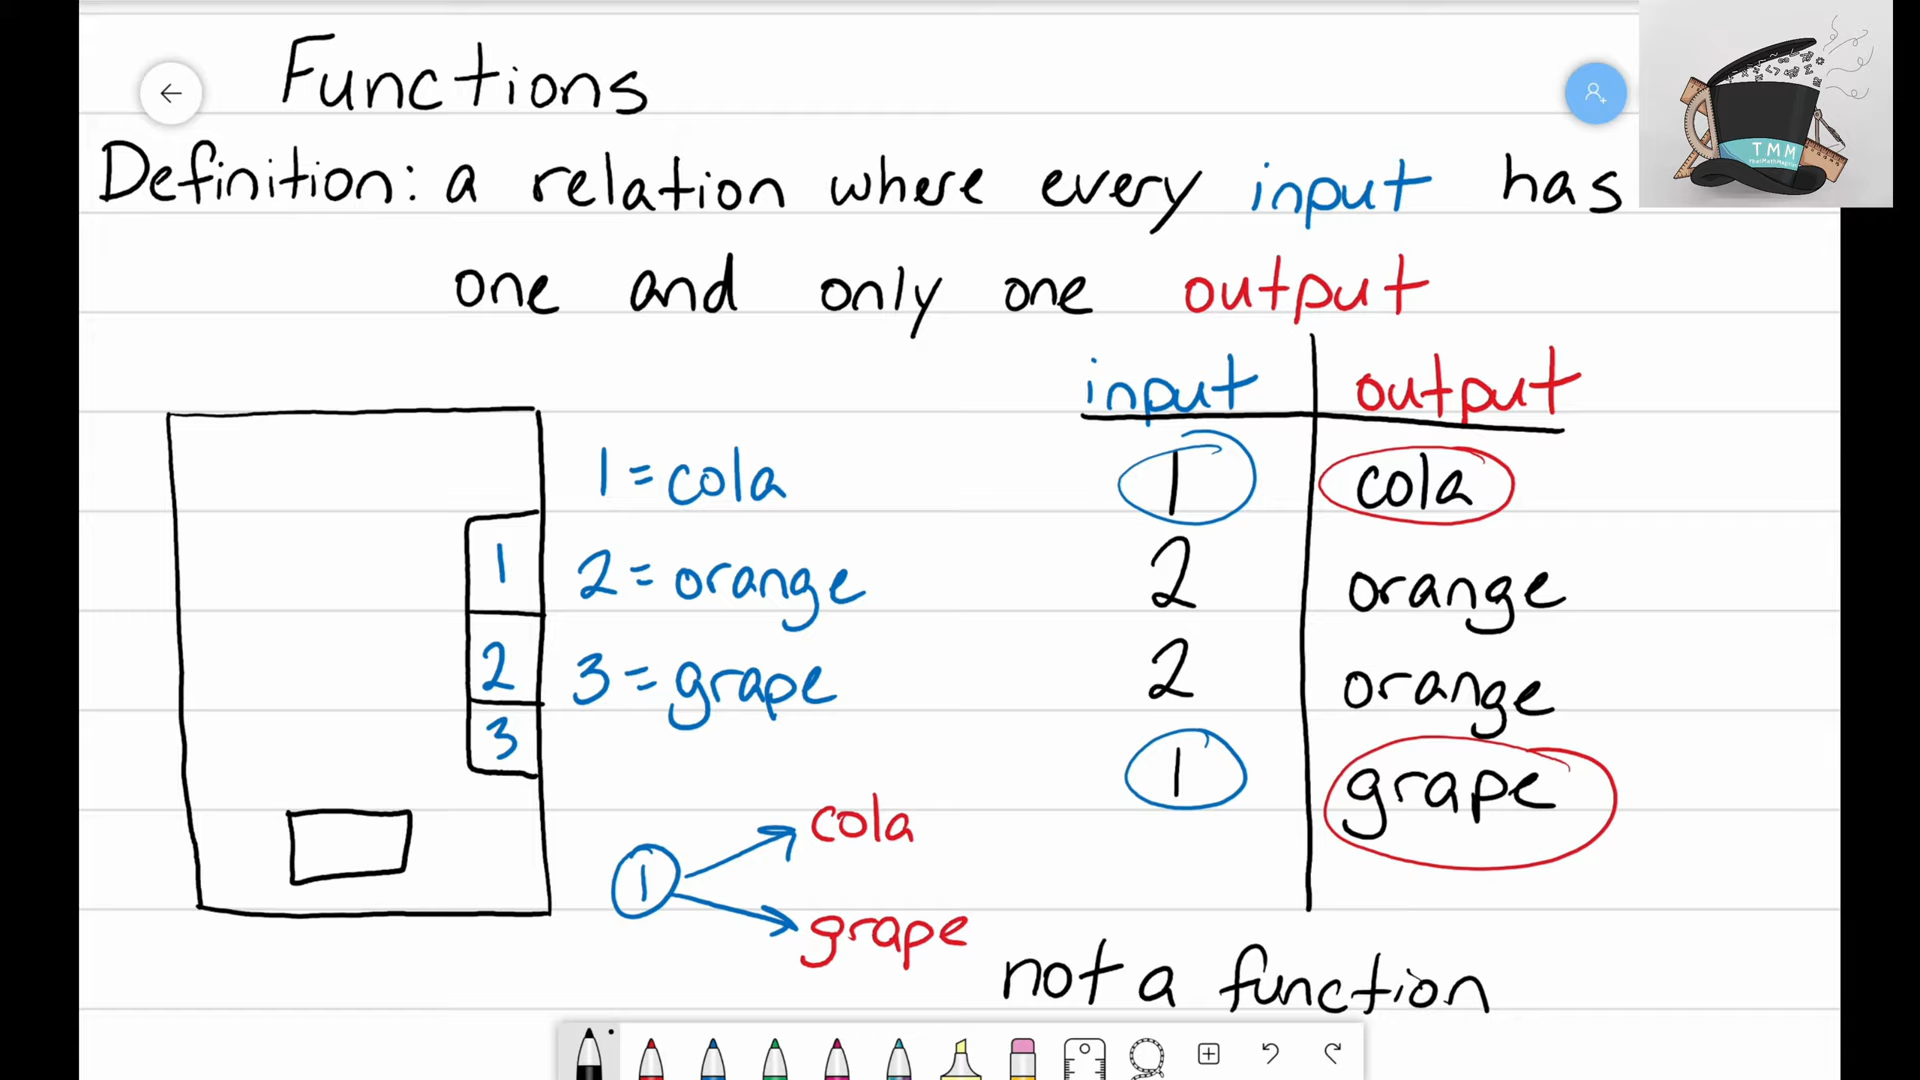 Functions
Definition: a relation where every input has
one and only one output
input output
1 = cola
1 cola
1
2 = orange
2 orange
2
3 = grape
2 orange
3
1 grape
1
cola
grape
not a function
TMM